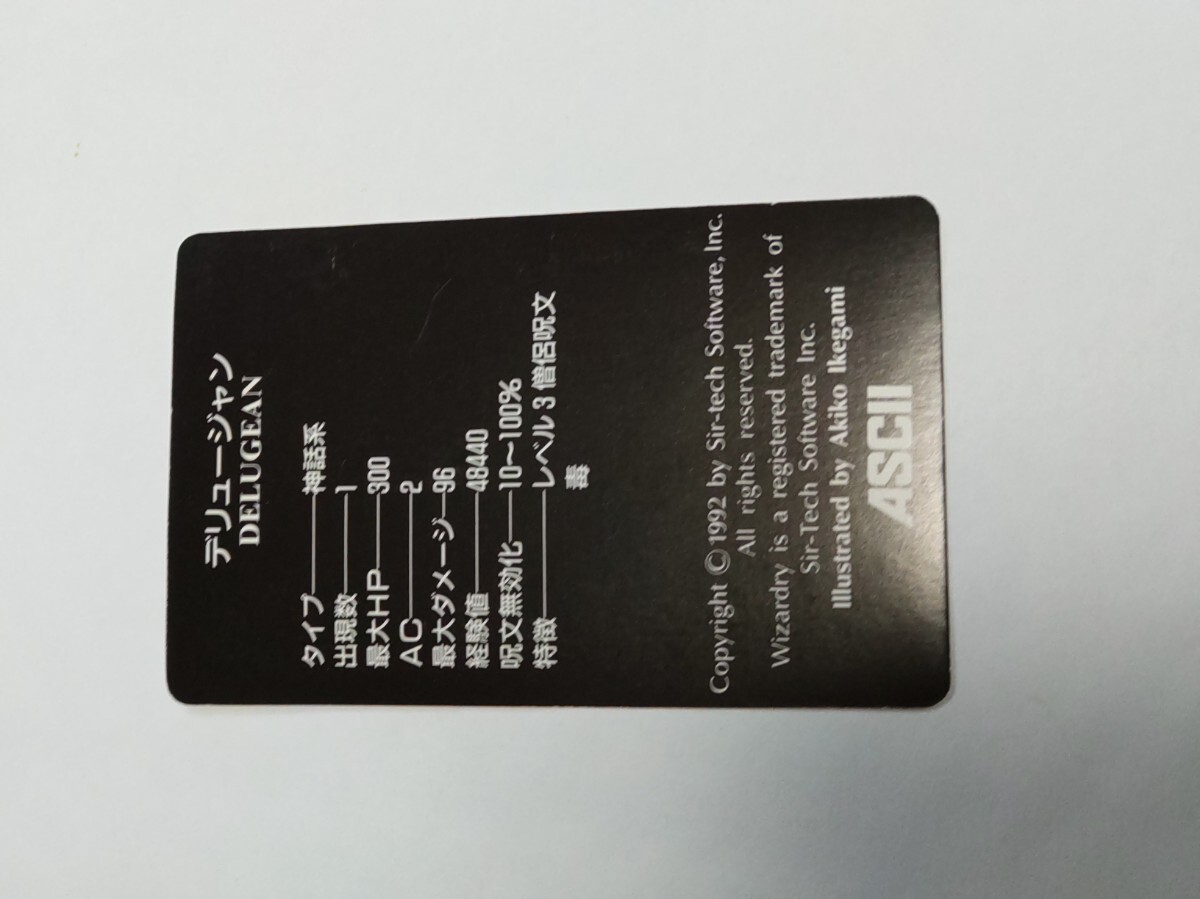 デリュージャン
DELUGEAN
タイプ――神話系
出現数――1
最大HP――300
AC――2
最大ダメージ―96
経験値――48440
呪文無効化―10～100%
特徴――レベル3僧侶呪文
毒
Copyright ©1992 by Sir-tech Software, Inc.
All rights reserved.
Wizardry is a registered trademark of
Sir-Tech Software Inc.
Illustrated by Akiko Ikegami
ASCII